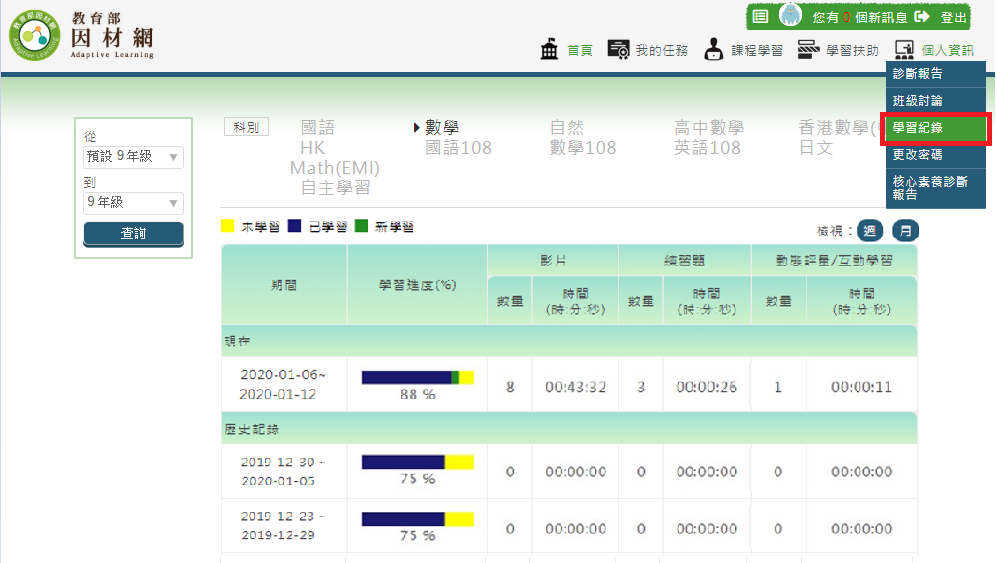 教育部因材網
Adaptive Learning
教育部
因材網
Adaptive Learning
您有 0 個新訊息 登出
首頁 我的任務 課程學習 學習扶助 個人資訊
診斷報告
班級討論
學習紀錄
更改密碼
核心素養診斷
報告
從
預設 9 年級
到
9 年級
查詢
科別
國語 數學 自然 高中數學 香港數學(
HK 國語108 數學108 英語108 日文
Math(EMI)
自主學習
未學習 已學習 新學習
檢視： 週 月
期間 學習進度(%) 影片 練習題 動態評量/互動學習
數量 時間 數量 時間 數量 時間
(時:分:秒) (時:分:秒) (時:分:秒)
現在
2020-01-06~
2020-01-12
88 % 8 00:43:32 3 00:00:26 1 00:00:11
歷史記錄
2019-12-30 ~
2020-01-05
75 % 0 00:00:00 0 00:00:00 0 00:00:00
2019-12-23 ~
2019-12-29
75 % 0 00:00:00 0 00:00:00 0 00:00:00